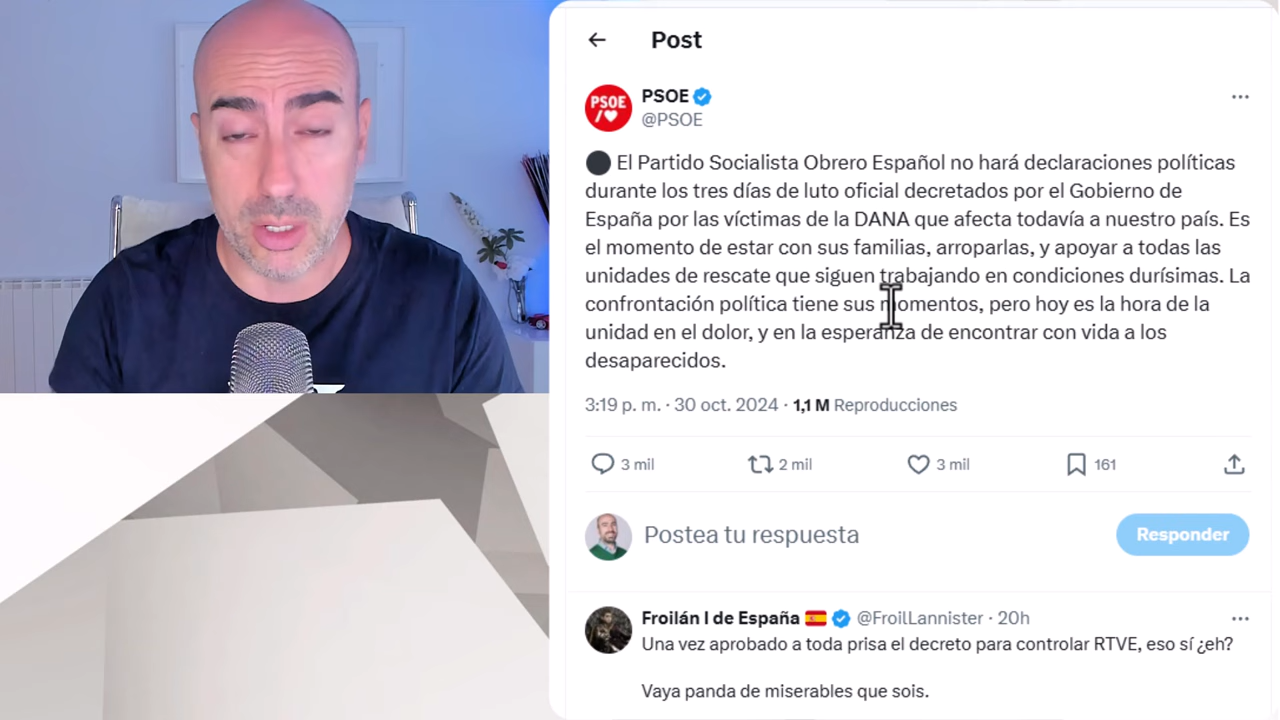 Post
PSOE
PSOE
@PSOE
El Partido Socialista Obrero Español no hará declaraciones políticas
durante los tres días de luto oficial decretados por el Gobierno de
España por las víctimas de la DANA que afecta todavía a nuestro país. Es
el momento de estar con sus familias, arroparlas, y apoyar a todas las
unidades de rescate que siguen trabajando en condiciones durísimas. La
confrontación política tiene sus momentos, pero hoy es la hora de la
unidad en el dolor, y en la esperanza de encontrar con vida a los
desaparecidos.
3:19 p. m. · 30 oct. 2024 · 1,1 M Reproducciones
3 mil 2 mil 3 mil 161
Postea tu respuesta Responder
Froilán I de España @FroilLannister · 20h
Una vez aprobado a toda prisa el decreto para controlar RTVE, eso sí ¿eh?
Vaya panda de miserables que sois.